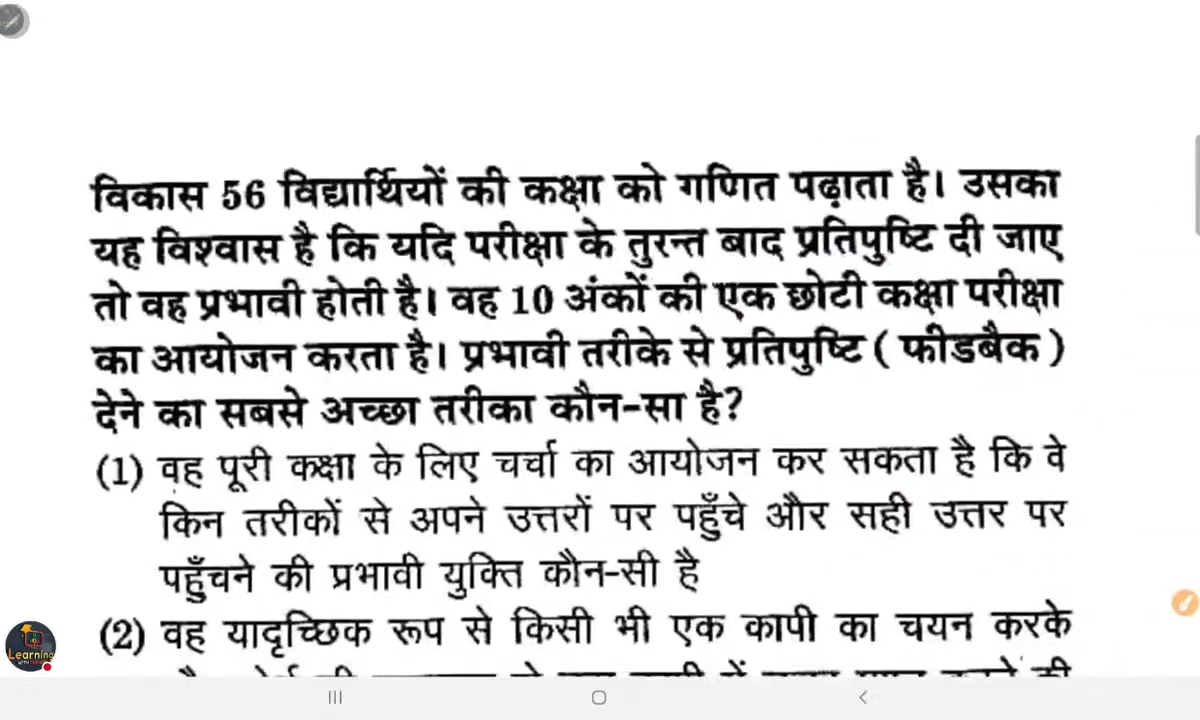 विकास 56 विद्यार्थियों की कक्षा को गणित पढ़ाता है। उसका
यह विश्वास है कि यदि परीक्षा के तुरन्त बाद प्रतिपुष्टि दी जाए
तो वह प्रभावी होती है। वह 10 अंकों की एक छोटी कक्षा परीक्षा
का आयोजन करता है। प्रभावी तरीके से प्रतिपुष्टि ( फीडबैक )
देने का सबसे अच्छा तरीका कौन-सा है?
(1) वह पूरी कक्षा के लिए चर्चा का आयोजन कर सकता है कि वे
किन तरीकों से अपने उत्तरों पर पहुँचे और सही उत्तर पर
पहुँचने की प्रभावी युक्ति कौन-सी है
(2) वह यादृच्छिक रूप से किसी भी एक कापी का चयन करके
Learning